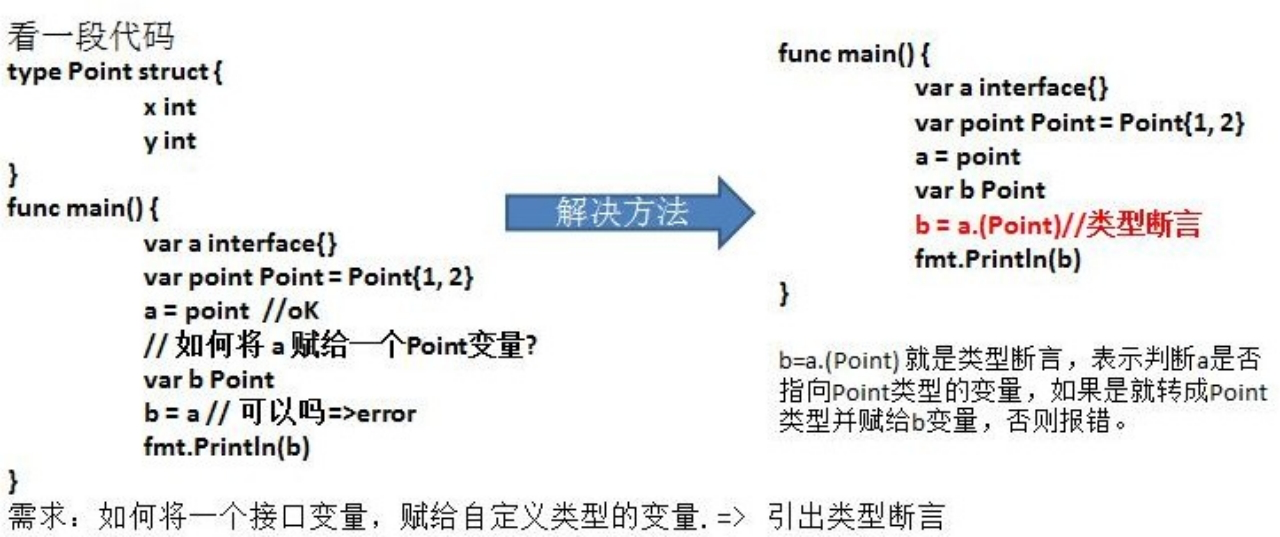 看一段代码
type Point struct {
x int
y int
}
func main() {
var a interface{}
var point Point = Point{1, 2}
a = point //oK
// 如何将 a 赋给一个Point变量?
var b Point
b = a // 可以吗=>error
fmt.Println(b)
}
解决方法
func main() {
var a interface{}
var point Point = Point{1, 2}
a = point
var b Point
b = a.(Point)//类型断言
fmt.Println(b)
}
b=a.(Point) 就是类型断言，表示判断a是否
指向Point类型的变量，如果是就转成Point
类型并赋给b变量，否则报错。
需求：如何将一个接口变量，赋给自定义类型的变量. => 引出类型断言